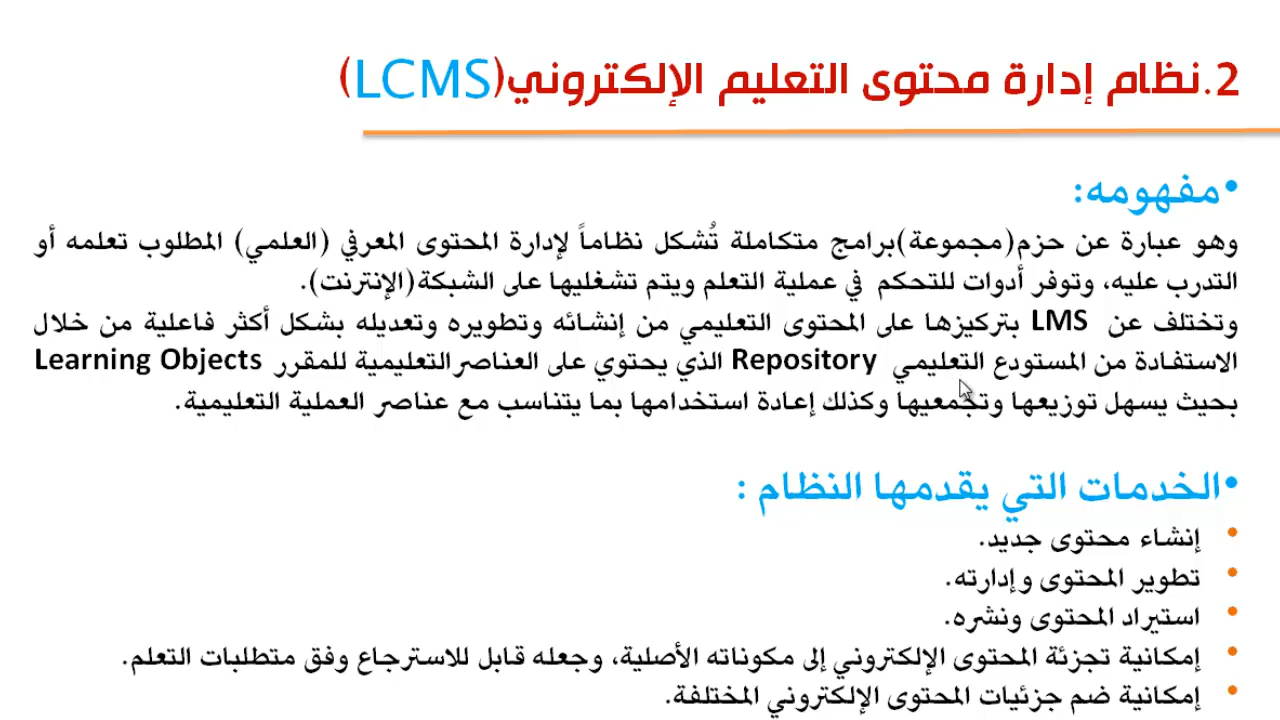 2.نظام إدارة محتوى التعليم الإلكتروني(LCMS)
•مفهومه:
وهو عبارة عن حزم(مجموعة)برامج متكاملة تُشكل نظاماً لإدارة المحتوى المعرفي (العلمي) المطلوب تعلمه أو
التدرب عليه، وتوفر أدوات للتحكم في عملية التعلم ويتم تشغليها على الشبكة(الإنترنت).
وتختلف عن LMS بتركيزها على المحتوى التعليمي من إنشائه وتطويره وتعديله بشكل أكثر فاعلية من خلال
الاستفادة من المستودع التعليمي Repository الذي يحتوي على العناصر التعليمية للمقرر Learning Objects
بحيث يسهل توزيعها وتجمعيها وكذلك إعادة استخدامها بما يتناسب مع عناصر العملية التعليمية.
•الخدمات التي يقدمها النظام :
• إنشاء محتوى جديد.
• تطوير المحتوى وإدارته.
• استيراد المحتوى ونشره.
• إمكانية تجزئة المحتوى الإلكتروني إلى مكوناته الأصلية، وجعله قابل للاسترجاع وفق متطلبات التعلم.
• إمكانية ضم جزئيات المحتوى الإلكتروني المختلفة.